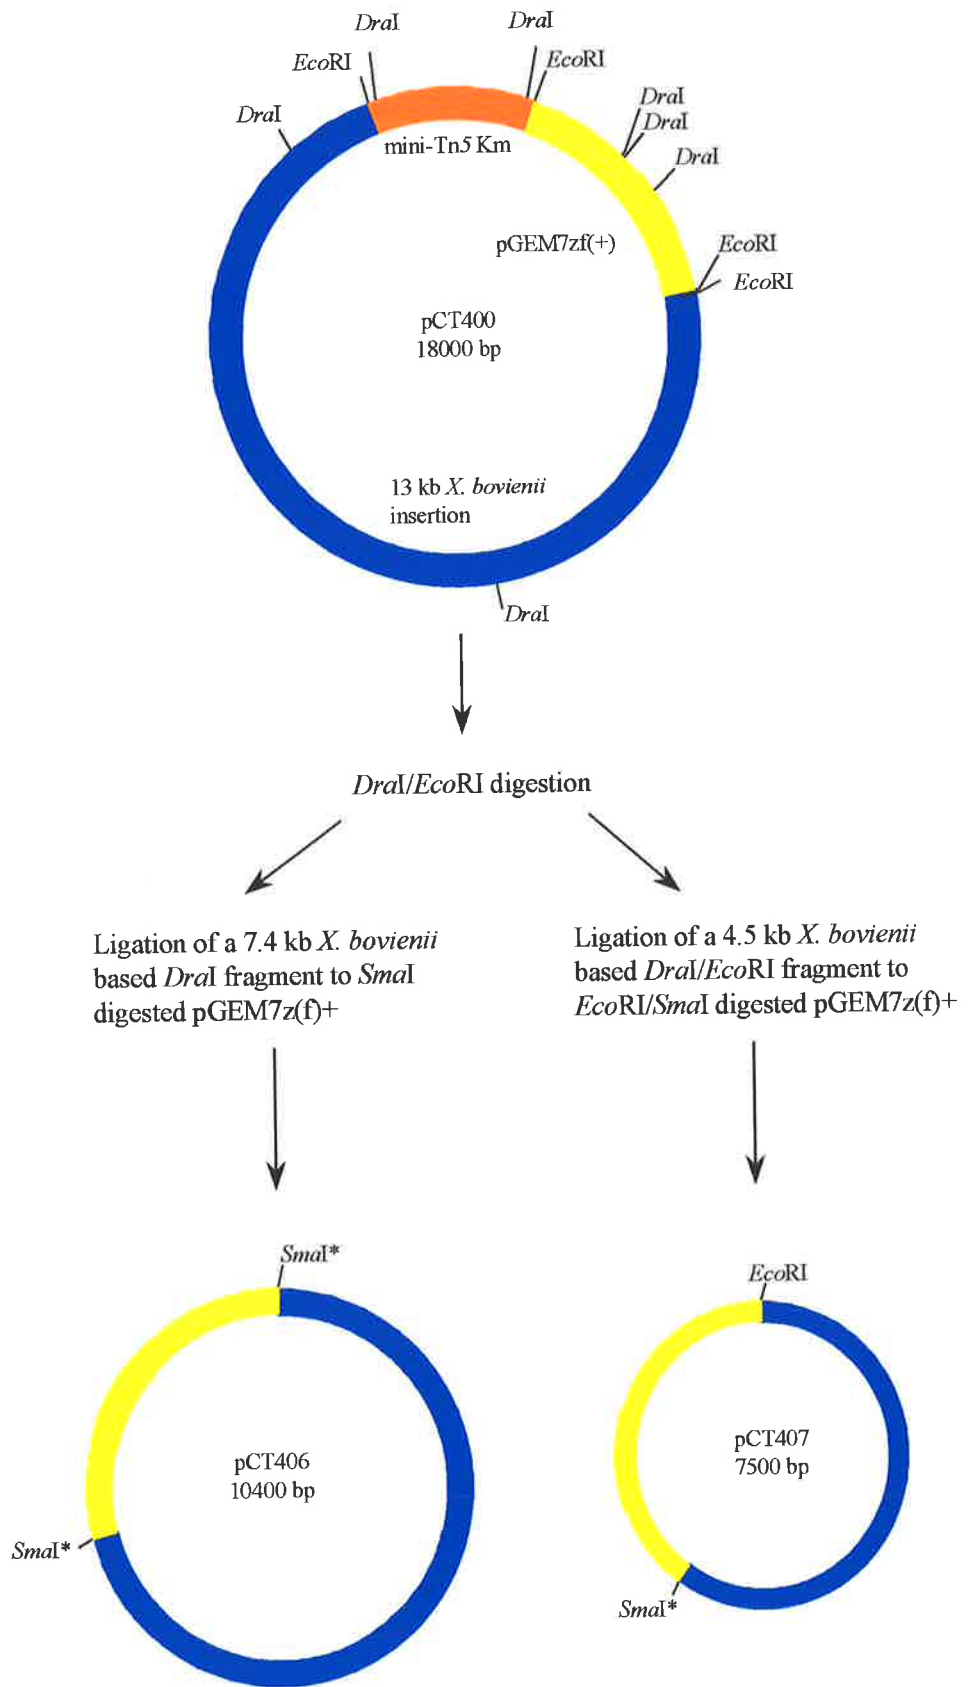 DraI
DraI
EcoRI
EcoRI
DraI
DraI
DraI
mini-Tn5 Km
DraI
pGEM7zf(+)
EcoRI
EcoRI
pCT400
18000 bp
13 kb X. bovienii
insertion
DraI
DraI/EcoRI digestion
Ligation of a 7.4 kb X. bovienii
based DraI fragment to SmaI
digested pGEM7z(f)+
Ligation of a 4.5 kb X. bovienii
based DraI/EcoRI fragment to
EcoRI/SmaI digested pGEM7z(f)+
SmaI*
pCT406
10400 bp
SmaI*
EcoRI
pCT407
7500 bp
SmaI*